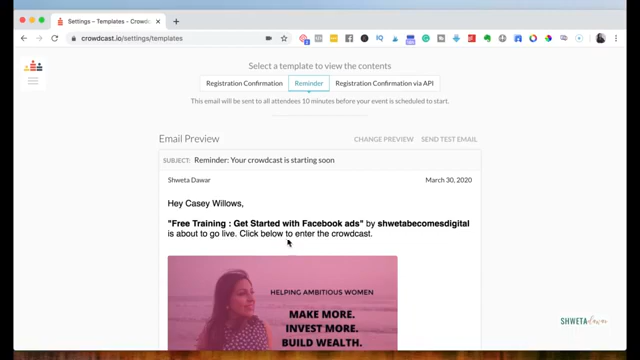 Settings – Templates – Crowdc
crowdcast.io/settings/templates
Select a template to view the contents
Registration Confirmation
Reminder
Registration Confirmation via API
This email will be sent to all attendees 10 minutes before your event is scheduled to start.
Email Preview
CHANGE PREVIEW
SEND TEST EMAIL
SUBJECT: Reminder: Your crowdcast is starting soon
Shweta Dawar
March 30, 2020
Hey Casey Willows,
"Free Training : Get Started with Facebook ads" by shwetabecomesdigital
is about to go live. Click below to enter the crowdcast.
HELPING AMBITIOUS WOMEN
MAKE MORE.
INVEST MORE.
BUILD WEALTH.
SHWETA dawar